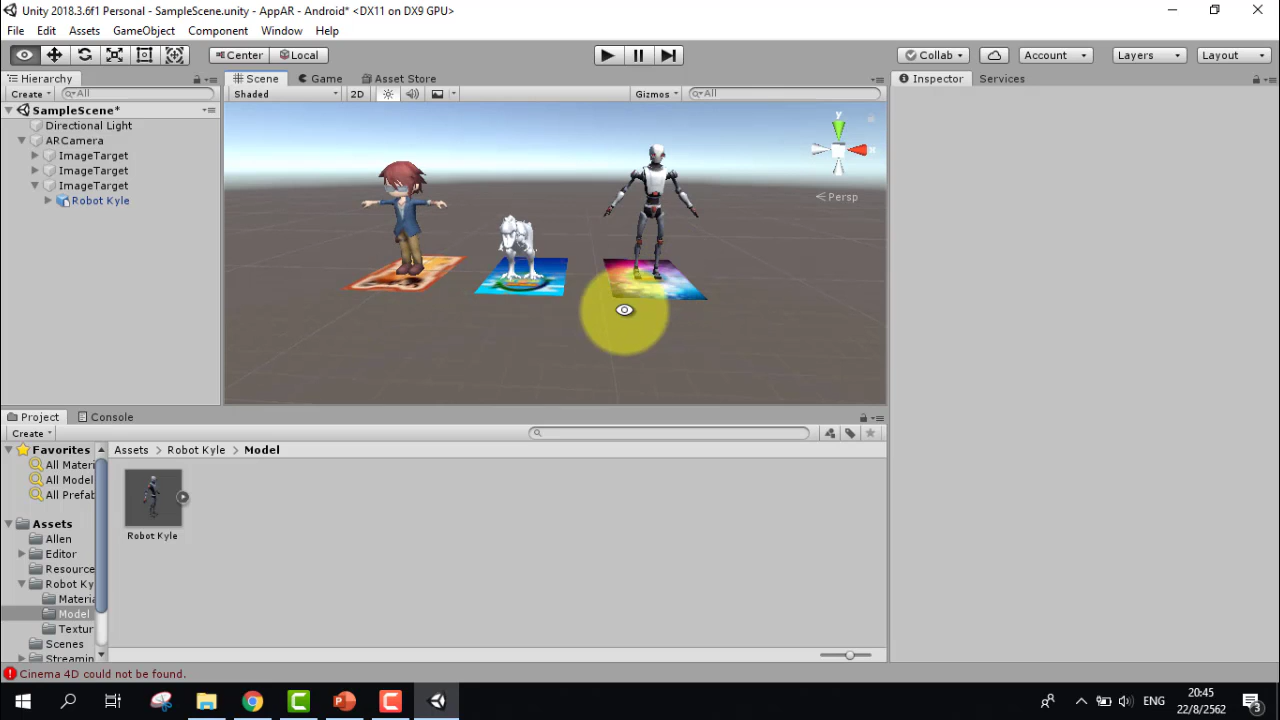 Unity 2018.3.6f1 Personal - SampleScene.unity - AppAR - Android* <DX11 on DX9 GPU>
File Edit Assets GameObject Component Window Help
Center Local Collab Account Layers Layout
Hierarchy Scene Game Asset Store Inspector Services
Create All Shaded 2D Gizmos All
SampleScene*
Directional Light
ARCamera
ImageTarget
ImageTarget
ImageTarget
Robot Kyle
y
x
Persp
Project Console
Create
Favorites
All Materi
All Model
All Prefab
Assets
Allen
Editor
Resource
Robot Ky
Materia
Model
Textur
Scenes
Streamin
Assets > Robot Kyle > Model
Robot Kyle
Cinema 4D could not be found.
ENG
20:45
22/8/2562
3